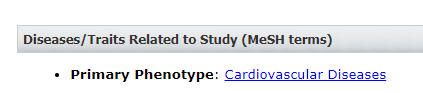 Diseases/Traits Related to Study (MeSH terms)
• Primary Phenotype: Cardiovascular Diseases